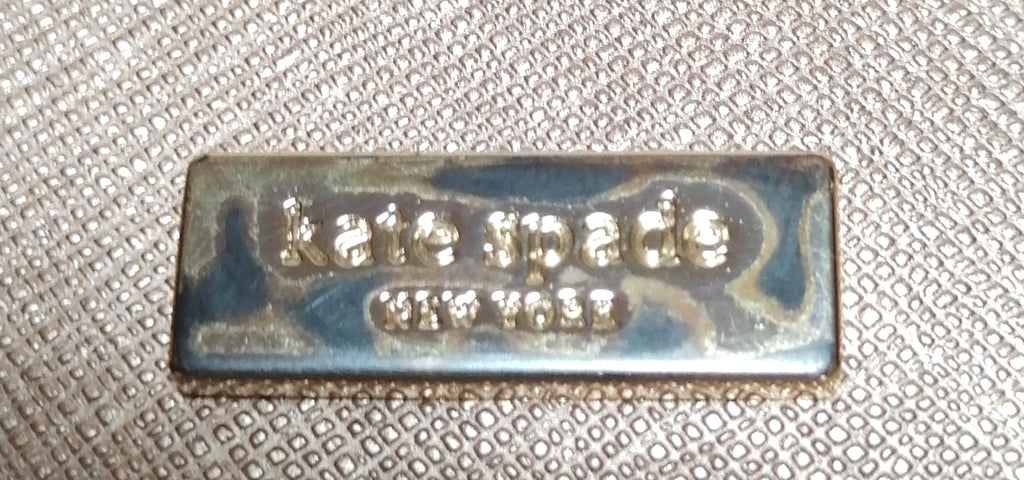 kate spade
NEW YORK